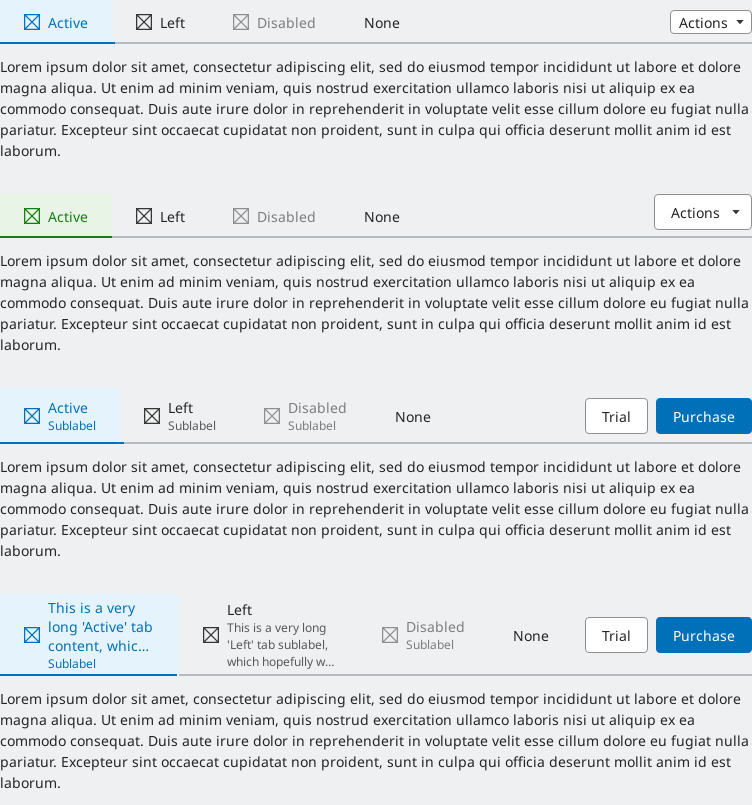 Active Left Disabled None Actions
Lorem ipsum dolor sit amet, consectetur adipiscing elit, sed do eiusmod tempor incididunt ut labore et dolore
magna aliqua. Ut enim ad minim veniam, quis nostrud exercitation ullamco laboris nisi ut aliquip ex ea
commodo consequat. Duis aute irure dolor in reprehenderit in voluptate velit esse cillum dolore eu fugiat nulla
pariatur. Excepteur sint occaecat cupidatat non proident, sunt in culpa qui officia deserunt mollit anim id est
laborum.
Active Left Disabled None Actions
Lorem ipsum dolor sit amet, consectetur adipiscing elit, sed do eiusmod tempor incididunt ut labore et dolore
magna aliqua. Ut enim ad minim veniam, quis nostrud exercitation ullamco laboris nisi ut aliquip ex ea
commodo consequat. Duis aute irure dolor in reprehenderit in voluptate velit esse cillum dolore eu fugiat nulla
pariatur. Excepteur sint occaecat cupidatat non proident, sunt in culpa qui officia deserunt mollit anim id est
laborum.
Active
Sublabel
Left
Sublabel
Disabled
Sublabel
None
Trial
Purchase
Lorem ipsum dolor sit amet, consectetur adipiscing elit, sed do eiusmod tempor incididunt ut labore et dolore
magna aliqua. Ut enim ad minim veniam, quis nostrud exercitation ullamco laboris nisi ut aliquip ex ea
commodo consequat. Duis aute irure dolor in reprehenderit in voluptate velit esse cillum dolore eu fugiat nulla
pariatur. Excepteur sint occaecat cupidatat non proident, sunt in culpa qui officia deserunt mollit anim id est
laborum.
This is a very
long 'Active' tab
content, whic...
Sublabel
Left
This is a very long
'Left' tab sublabel,
which hopefully w...
Disabled
Sublabel
None
Trial
Purchase
Lorem ipsum dolor sit amet, consectetur adipiscing elit, sed do eiusmod tempor incididunt ut labore et dolore
magna aliqua. Ut enim ad minim veniam, quis nostrud exercitation ullamco laboris nisi ut aliquip ex ea
commodo consequat. Duis aute irure dolor in reprehenderit in voluptate velit esse cillum dolore eu fugiat nulla
pariatur. Excepteur sint occaecat cupidatat non proident, sunt in culpa qui officia deserunt mollit anim id est
laborum.